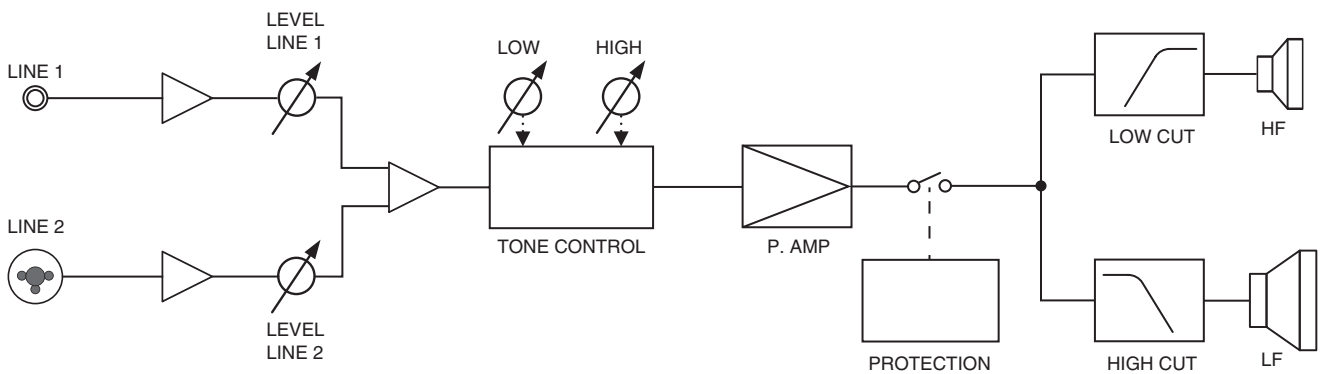 LEVEL
LINE 1
LOW
HIGH
LINE 1
LOW CUT
HF
LINE 2
TONE CONTROL
P. AMP
LEVEL
LINE 2
PROTECTION
HIGH CUT
LF